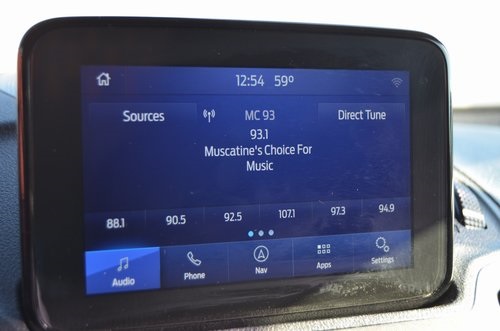 12:54 59°
Sources MC 93 Direct Tune
93.1
Muscatine's Choice For
Music
88.1 90.5 92.5 107.1 97.3 94.9
Audio Phone Nav Apps Settings